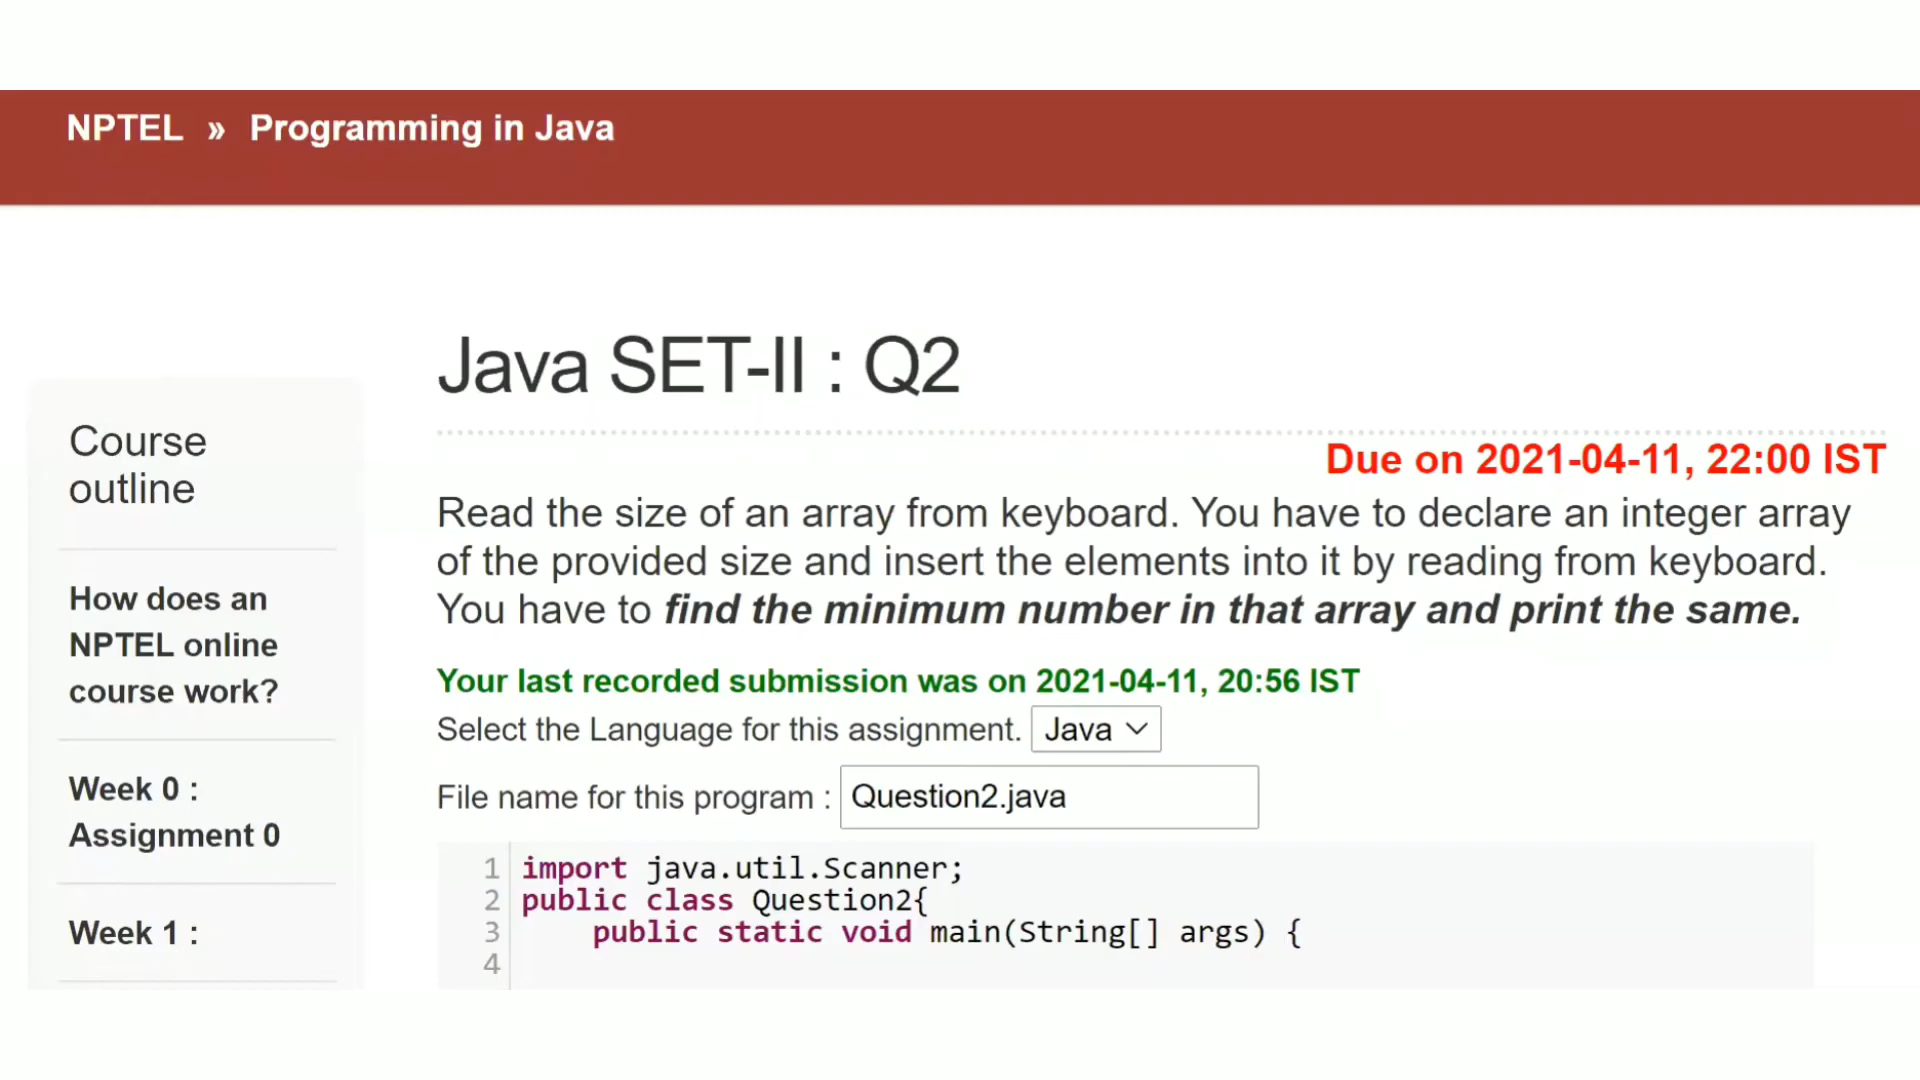 NPTEL » Programming in Java
Java SET-II : Q2
Course
outline
How does an
NPTEL online
course work?
Week 0 :
Assignment 0
Week 1 :
Due on 2021-04-11, 22:00 IST
Read the size of an array from keyboard. You have to declare an integer array
of the provided size and insert the elements into it by reading from keyboard.
You have to find the minimum number in that array and print the same.
Your last recorded submission was on 2021-04-11, 20:56 IST
Select the Language for this assignment. Java
File name for this program : Question2.java
1 import java.util.Scanner;
2 public class Question2{
3 public static void main(String[] args) {
4